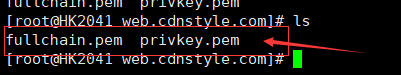 fullchain.pem  privkey.pem
[root@HK2041 web.cdnstyle.com]# ls
fullchain.pem  privkey.pem
[root@HK2041 web.cdnstyle.com]#